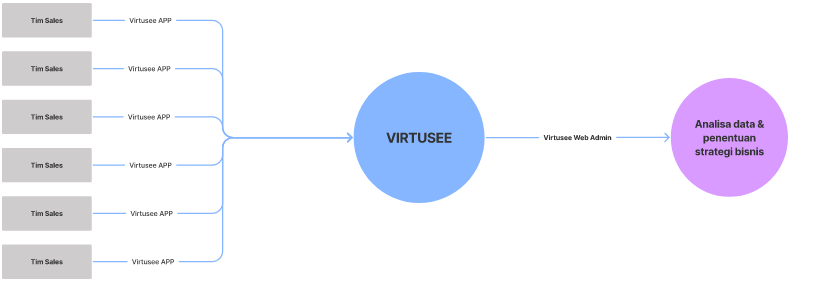 Tim Sales
Virtusee APP
Tim Sales
Virtusee APP
Tim Sales
Virtusee APP
Tim Sales
Virtusee APP
Tim Sales
Virtusee APP
Tim Sales
Virtusee APP
VIRTUSEE
Virtusee Web Admin
Analisa data &
penentuan
strategi bisnis